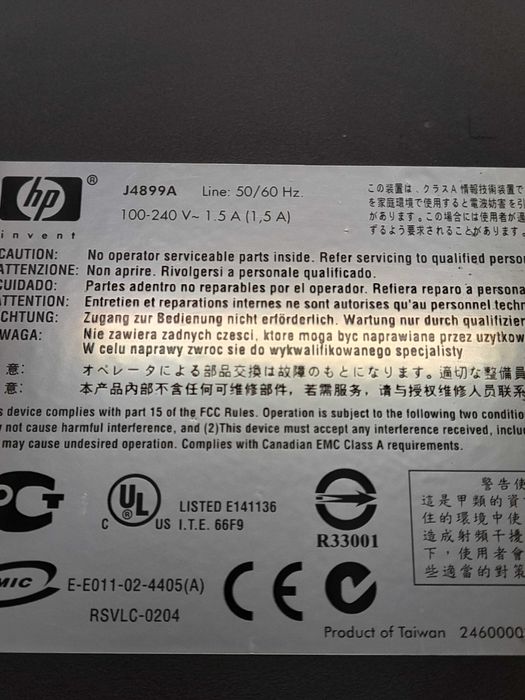 hp ®
invent
J4899A Line: 50/60 Hz.
100-240 V~ 1.5 A (1,5 A)
この装置は、クラスA情報技術装置で
を家庭環境で使用すると電波妨害を引
があります。この場合には使用者が適
ずるよう要求されることがあります。
CAUTION: No operator serviceable parts inside. Refer servicing to qualified person
ATTENZIONE: Non aprire. Rivolgersi a personale qualificado.
CUIDADO: Partes adentro no reparables por el operador. Refiera reparo a persona
ATTENTION: Entretien et reparations internes ne sont autorises qu'au personnel techn
CHTUNG: Zugang zur Bedienung nicht erförderlich. Wartung nur durch qualifizier
WAGA: Nie zawiera zadnych czesci, ktore moga byc naprawiane przez uzytkow
W celu naprawy zwroc sie do wykwalifikowanego specjalisty
意: オペレータによる部品交換は故障のもとになります。適切な整備員
意: 本产品内部不含任何可维修部件，若需服务，请与授权维修人员联系
s device complies with part 15 of the FCC Rules. Operation is subject to the following two conditio
y not cause harmful interference, and (2)This device must accept any interference received, inclu
may cause undesired operation. Complies with Canadian EMC Class A requirements.
C UL US LISTED E141136
I.T.E. 66F9
R33001
警告使
這是甲類的資
住的環境中使
造成射頻干擾
下，使用者會
些適當的對策
MIC E-E011-02-4405(A)
RSVLC-0204
CE
Product of Taiwan 2460000